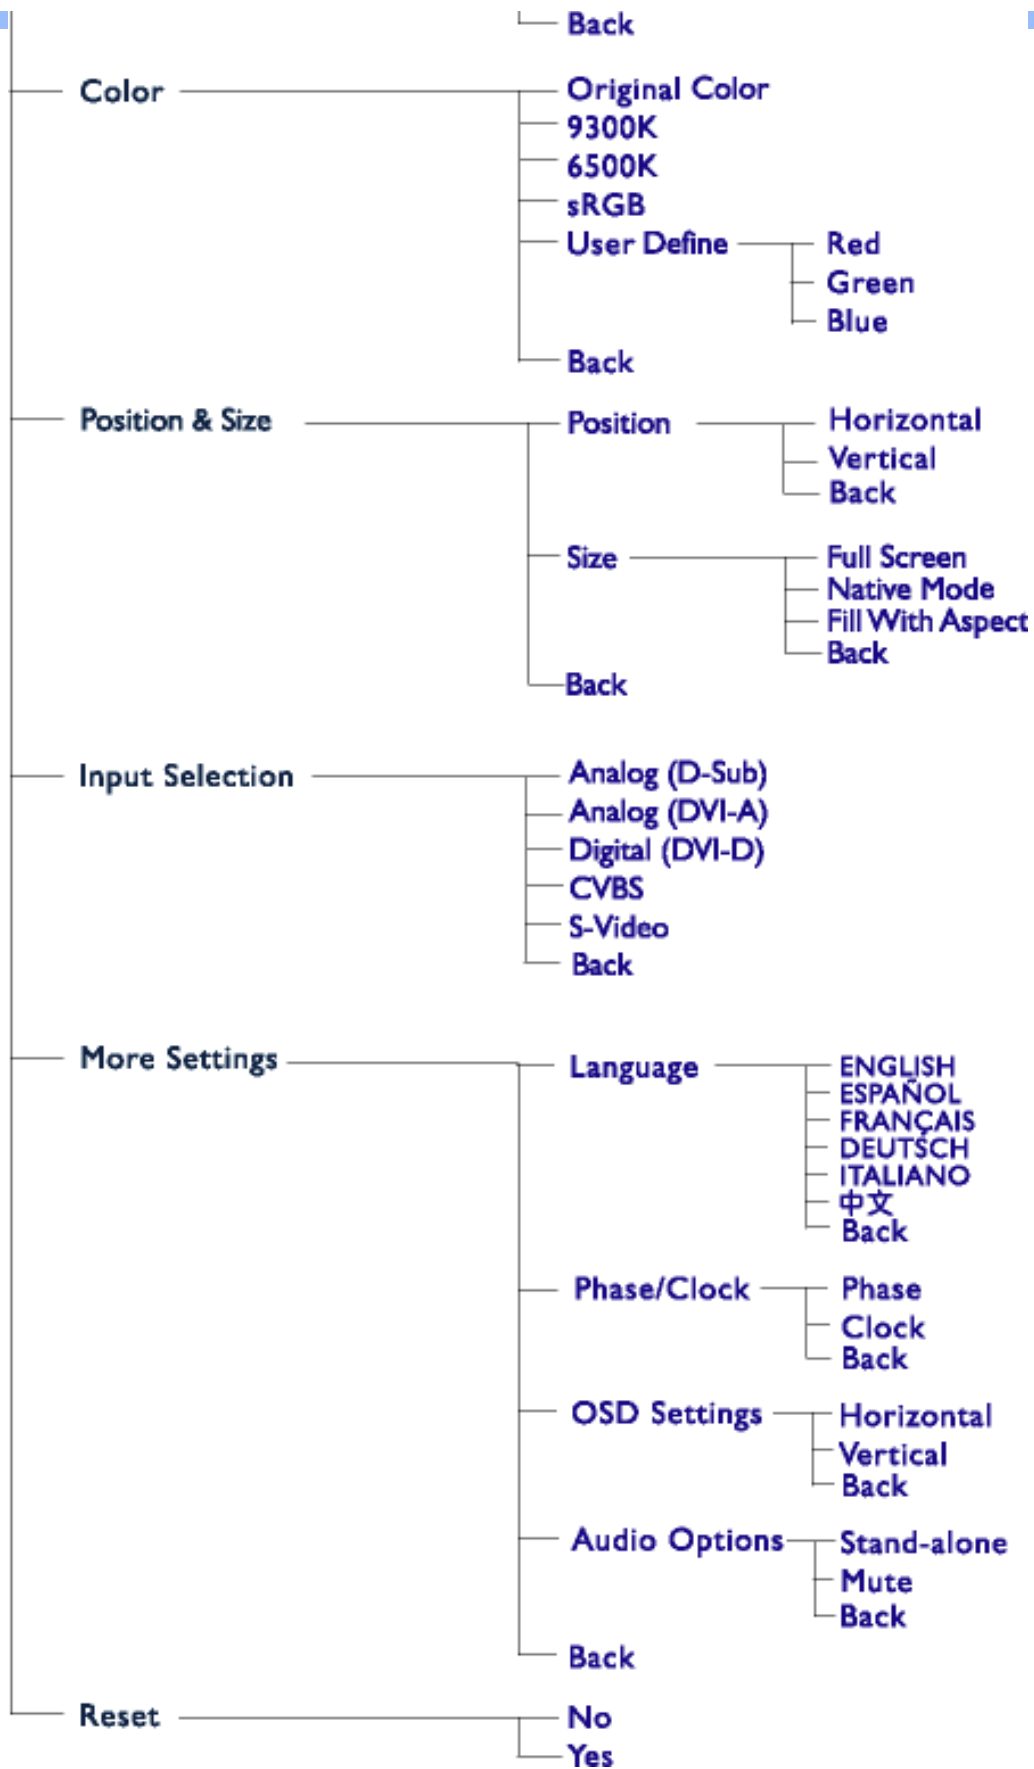 Back
Color
Original Color
9300K
6500K
sRGB
User Define
Red
Green
Blue
Back
Position & Size
Position
Horizontal
Vertical
Back
Size
Full Screen
Native Mode
Fill With Aspect
Back
Back
Input Selection
Analog (D-Sub)
Analog (DVI-A)
Digital (DVI-D)
CVBS
S-Video
Back
More Settings
Language
ENGLISH
ESPAÑOL
FRANÇAIS
DEUTSCH
ITALIANO
中文
Back
Phase/Clock
Phase
Clock
Back
OSD Settings
Horizontal
Vertical
Back
Audio Options
Stand-alone
Mute
Back
Back
Reset
No
Yes